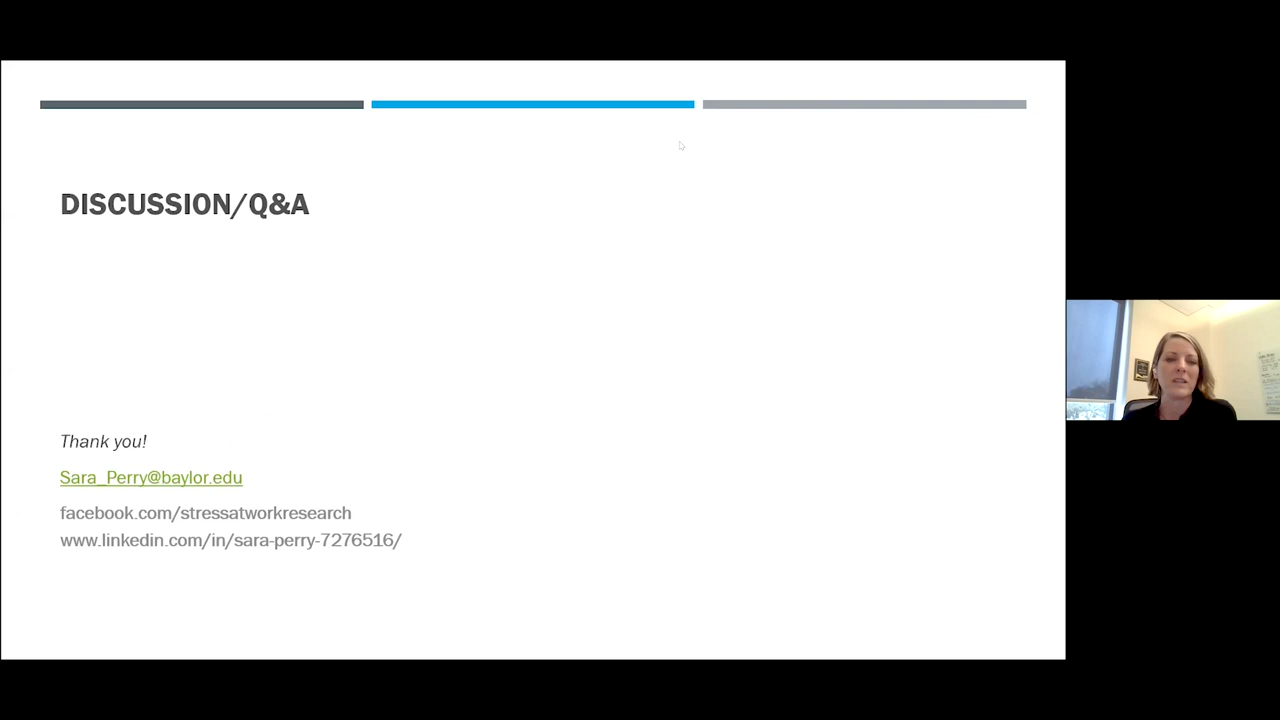 DISCUSSION/Q&A
Thank you!
Sara_Perry@baylor.edu
facebook.com/stressatworkresearch
www.linkedin.com/in/sara-perry-7276516/